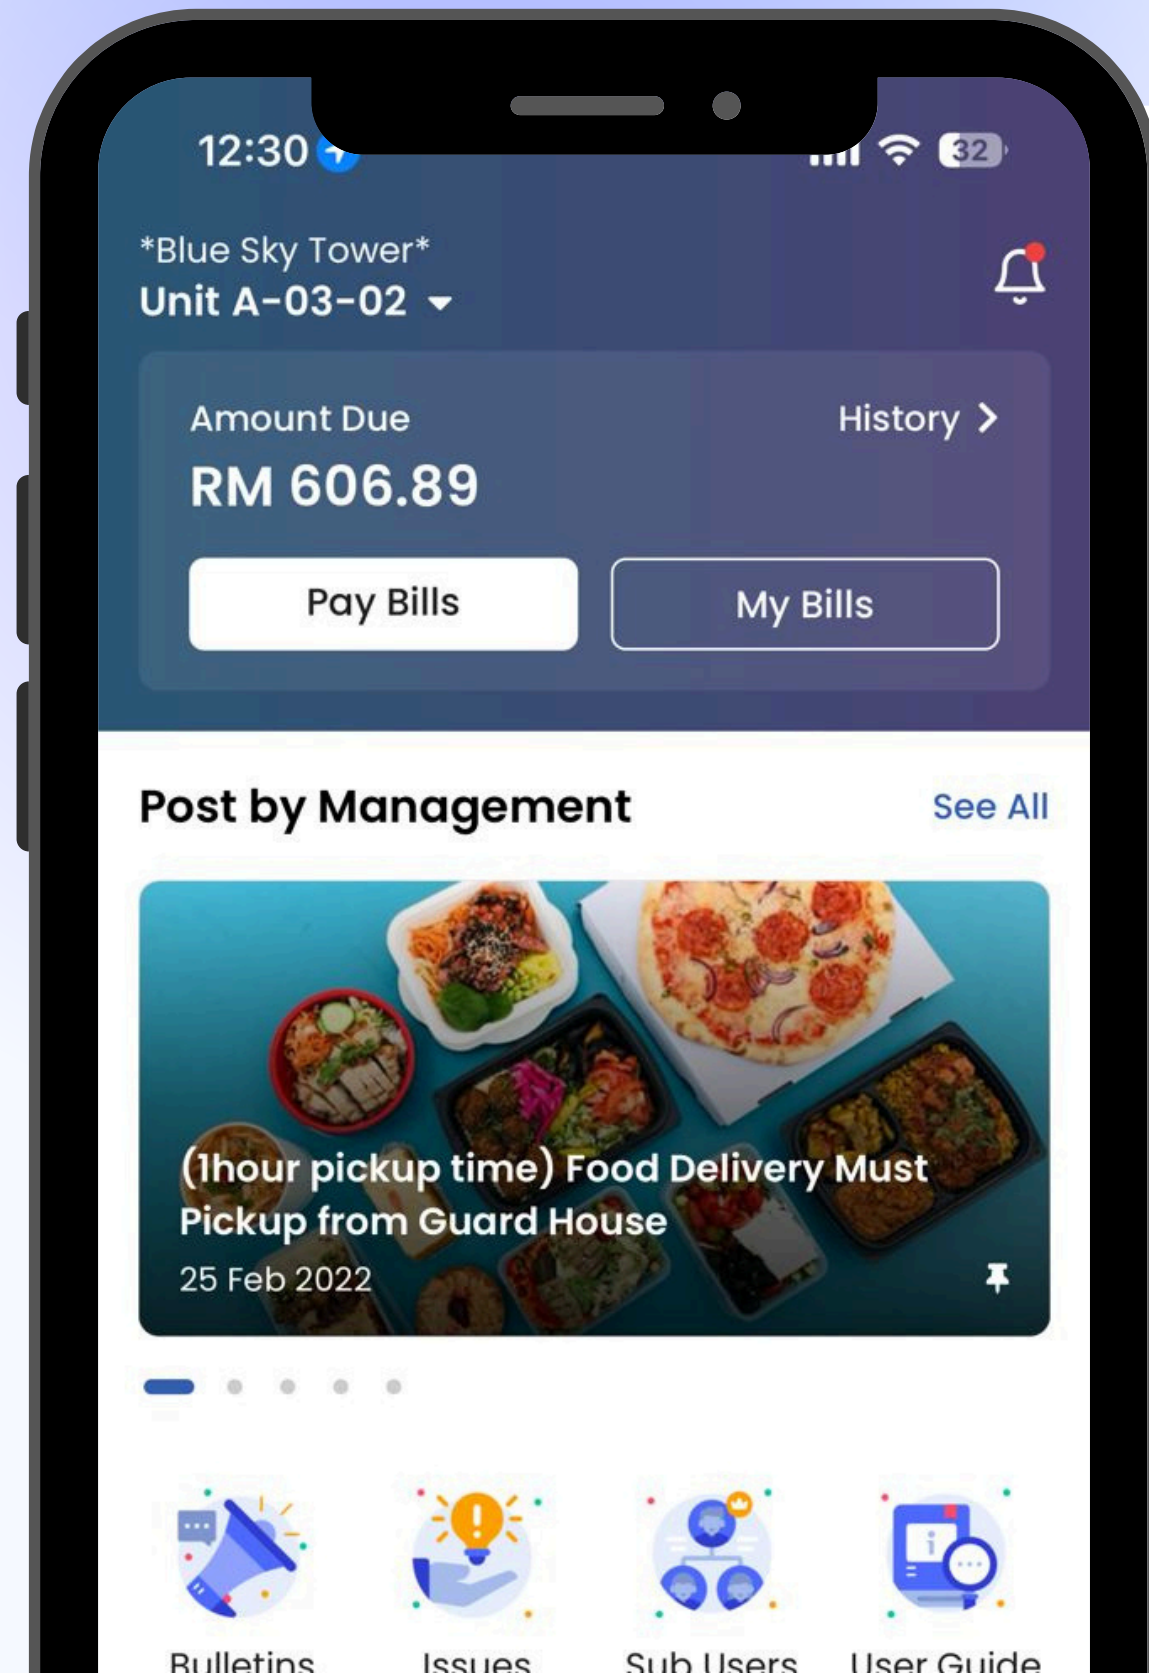 12:30
32
*Blue Sky Tower*
Unit A-03-02
Amount Due
History
RM 606.89
Pay Bills
My Bills
Post by Management
See All
(1hour pickup time) Food Delivery Must
Pickup from Guard House
25 Feb 2022
Bulletins
Issues
Sub Users
User Guide